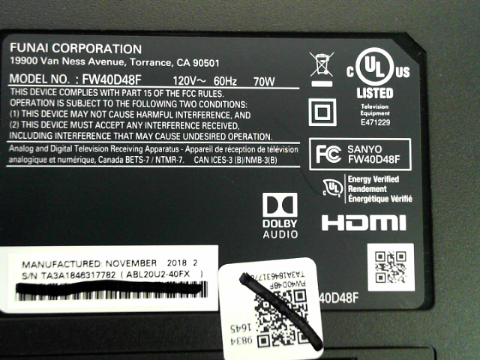 FUNAI CORPORATION
19900 Van Ness Avenue, Torrance, CA 90501
MODEL NO. : FW40D48F 120V~ 60Hz 70W
THIS DEVICE COMPLIES WITH PART 15 OF THE FCC RULES.
OPERATION IS SUBJECT TO THE FOLLOWING TWO CONDITIONS:
(1) THIS DEVICE MAY NOT CAUSE HARMFUL INTERFERENCE, AND
(2) THIS DEVICE MUST ACCEPT ANY INTERFERENCE RECEIVED,
INCLUDING INTERFERENCE THAT MAY CAUSE UNDESIRED OPERATION.
Analog and Digital Television Receiving Apparatus - Appareil de réception de télévision
analogique et numérique, Canada BETS-7 / NTMR-7. CAN ICES-3 (B)/NMB-3(B)
C UL US
LISTED
Television
Equipment
E471229
FC SANYO
FW40D48F
UL
Energy Verified
Rendement
Énergétique Vérifié
DOLBY
AUDIO
HDMI
MANUFACTURED: NOVEMBER 2018 2
S/N TA3A1846317782 ( ABL20U2-40FX )
FW40D48F
9834
1645
40D48F